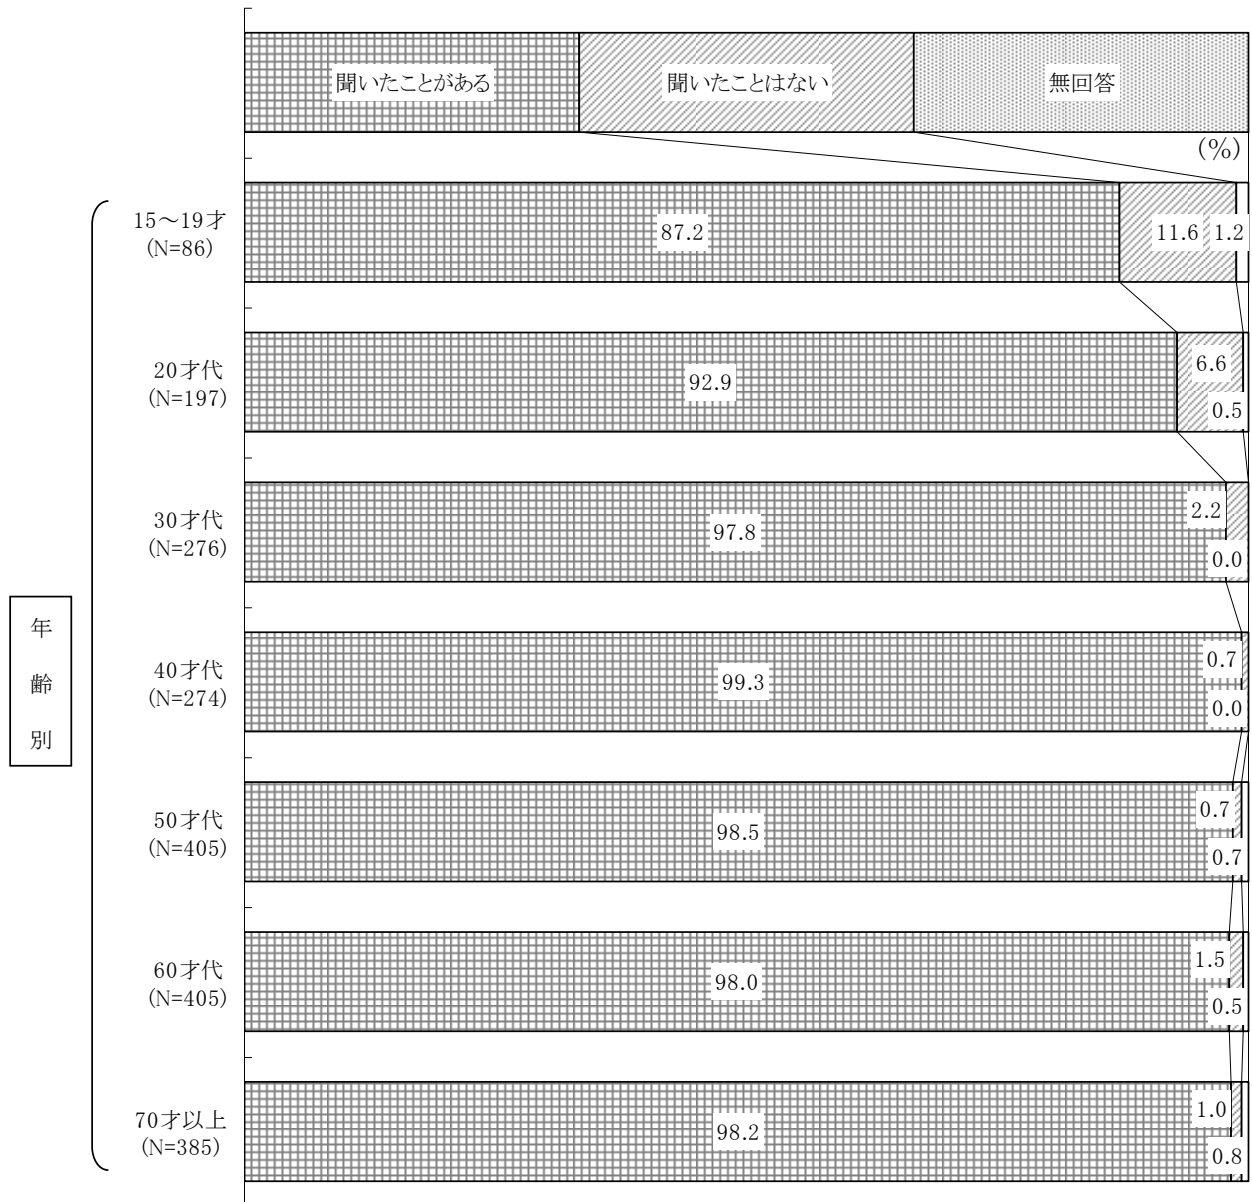 聞いたことがある 聞いたことはない 無回答
(%)
年
齢
別
15～19才
(N=86)
87.2 11.6 1.2
20才代
(N=197)
92.9 6.6 0.5
30才代
(N=276)
97.8 2.2 0.0
40才代
(N=274)
99.3 0.7 0.0
50才代
(N=405)
98.5 0.7 0.7
60才代
(N=405)
98.0 1.5 0.5
70才以上
(N=385)
98.2 1.0 0.8